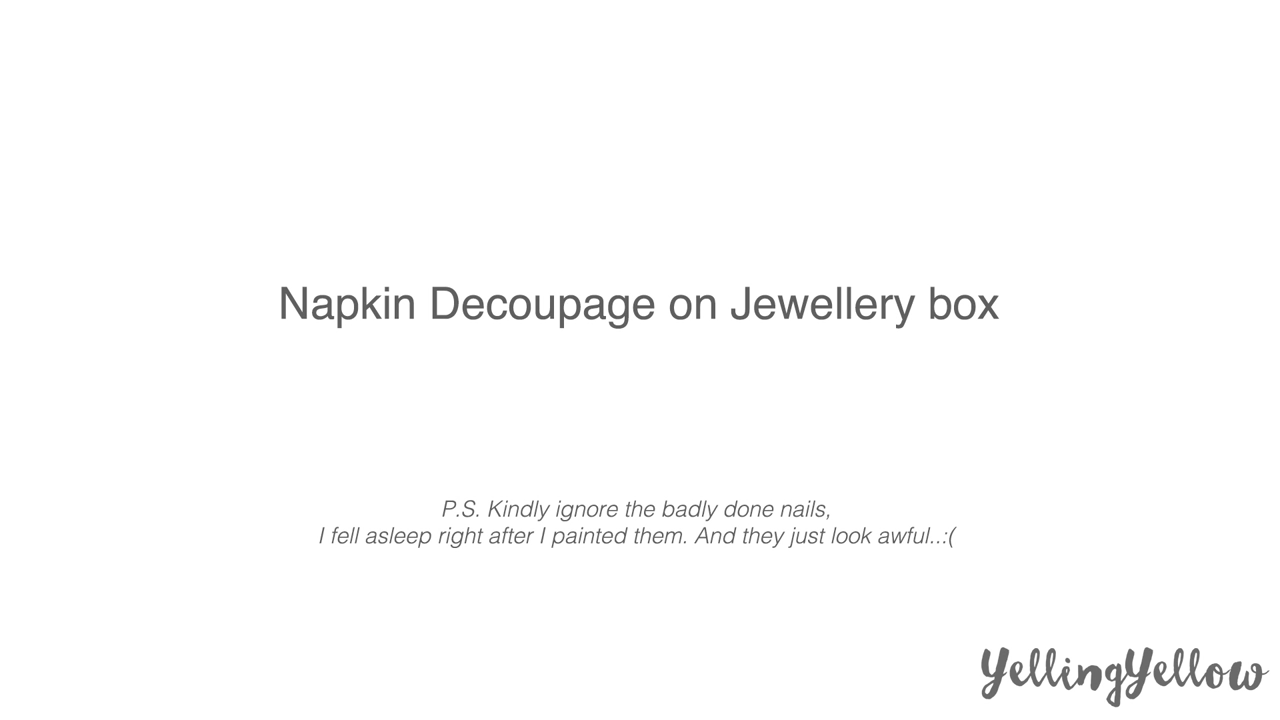 Napkin Decoupage on Jewellery box
P.S. Kindly ignore the badly done nails,
I fell asleep right after I painted them. And they just look awful..:(
YellingYellow